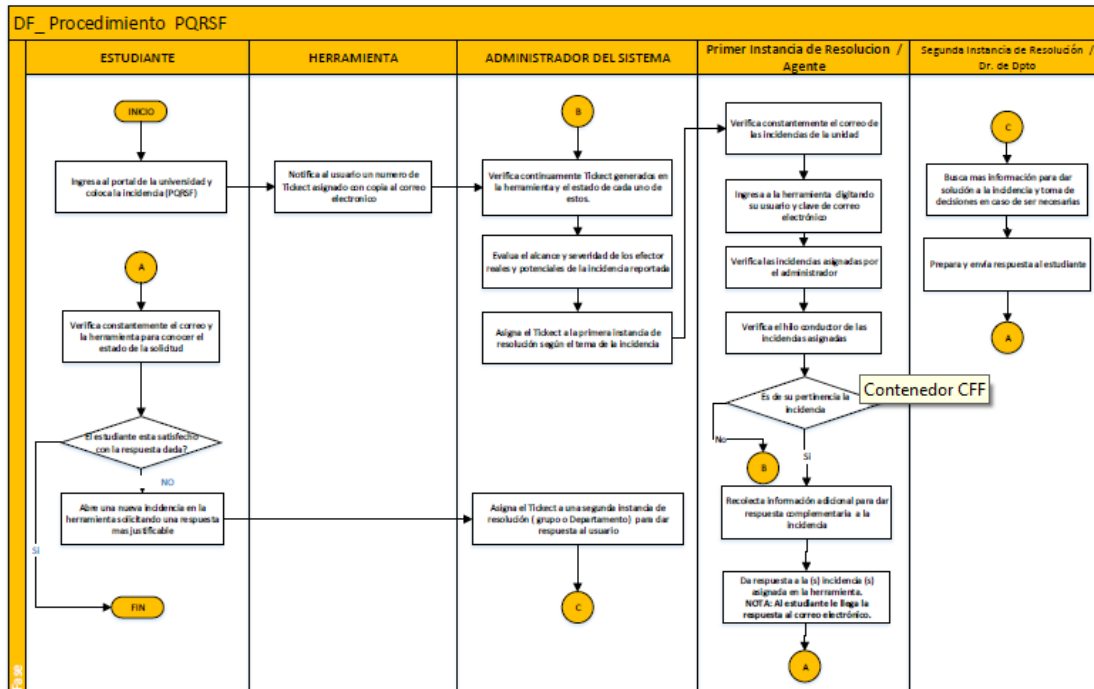 DF_ Procedimiento PQRSF
ESTUDIANTE
HERRAMIENTA
ADMINISTRADOR DEL SISTEMA
Primer Instancia de Resolucion /
Agente
Segunda Instancia de Resolución /
Dr. de Dpto
INICIO
Ingresa al portal de la universidad y
coloca la incidencia (PQRSF)
A
Verifica constantemente el correo y
la herramienta para conocer el
estado de la solicitud
El estudiante esta satisfecho
con la respuesta dada?
NO
Abre una nueva incidencia en la
herramienta solicitando una respuesta
mas justificable
SI
FIN
Notifica al usuario un numero de
Tickect asignado con copia al correo
electronico
B
Verifica continuamente Tickect generados en
la herramienta y el estado de cada uno de
estos.
Evalua el alcance y severidad de los efector
reales y potenciales de la incidencia reportada
Asigna el Tickect a la primera instancia de
resolución según el tema de la incidencia
Asigna el Tickect a una segunda instancia de
resolución ( grupo o Departamento) para dar
respuesta al usuario
C
Verifica constantemente el correo de
las incidencias de la unidad
Ingresa a la herramienta digitando
su usuario y clave de correo
electrónico
Verifica las incidencias asignadas por
el administrador
Verifica el hilo conductor de las
incidencias asignadas
Es de su pertinencia la
incidencia
Contenedor CFF
No
B
Si
Recolecta información adicional para dar
respuesta complementaria a la
incidencia
Da respuesta a la (s) incidencia (s)
asignada en la herramienta.
NOTA: Al estudiante le llega la
respuesta al correo electrónico.
A
C
Busca mas información para dar
solución a la incidencia y toma de
decisiones en caso de ser necesarias
Prepara y envía respuesta al estudiante
A